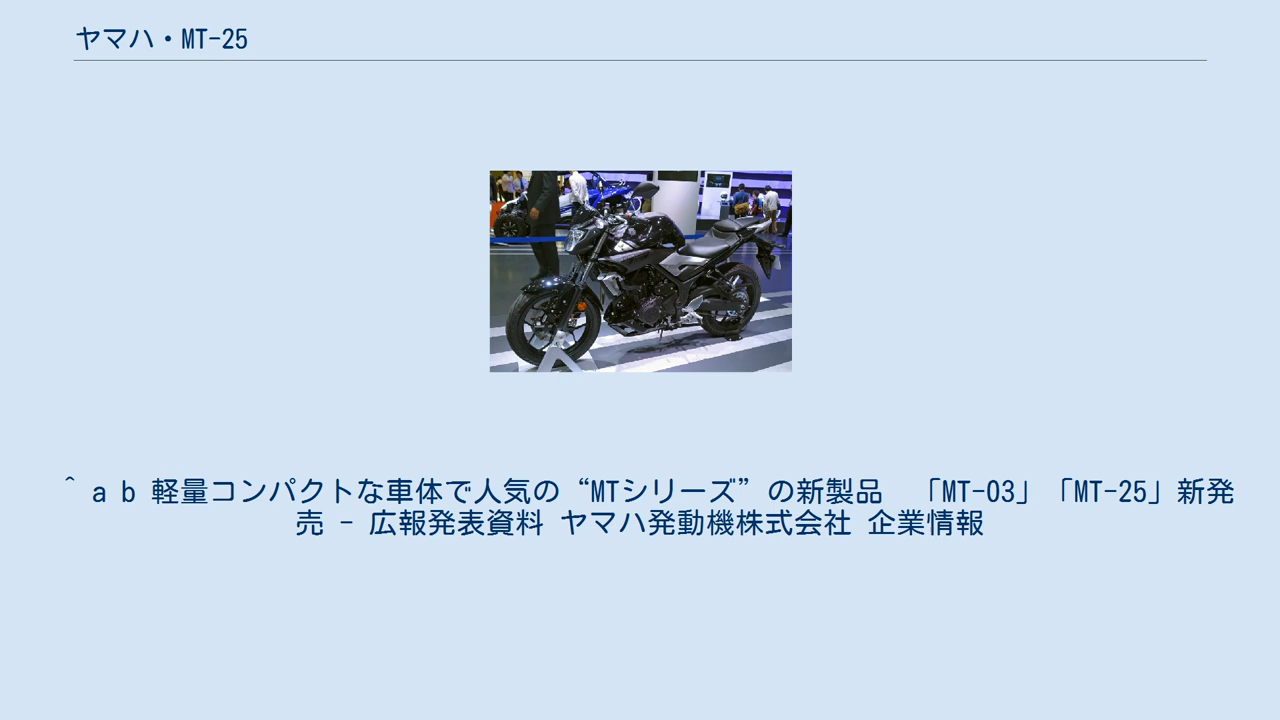 ヤマハ・MT-25
^ a b 軽量コンパクトな車体で人気の“MTシリーズ”の新製品　「MT-03」「MT-25」新発
売 - 広報発表資料 ヤマハ発動機株式会社 企業情報